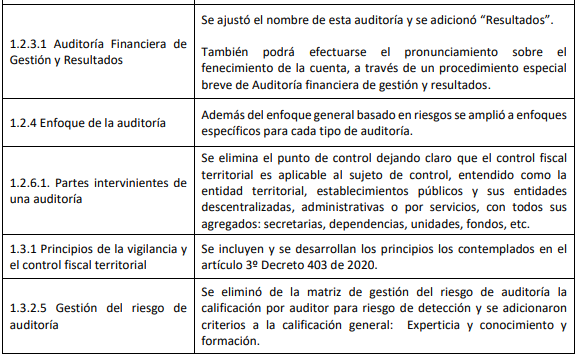 1.2.3.1 Auditoría Financiera de
Gestión y Resultados
Se ajustó el nombre de esta auditoría y se adicionó “Resultados”.
También podrá efectuarse el pronunciamiento sobre el
fenecimiento de la cuenta, a través de un procedimiento especial
breve de Auditoría financiera de gestión y resultados.
1.2.4 Enfoque de la auditoría
Además del enfoque general basado en riesgos se amplió a enfoques
específicos para cada tipo de auditoría.
1.2.6.1. Partes intervinientes de
una auditoría
Se elimina el punto de control dejando claro que el control fiscal
territorial es aplicable al sujeto de control, entendido como la
entidad territorial, establecimientos públicos y sus entidades
descentralizadas, administrativas o por servicios, con todos sus
agregados: secretarias, dependencias, unidades, fondos, etc.
1.3.1 Principios de la vigilancia y
el control fiscal territorial
Se incluyen y se desarrollan los principios los contemplados en el
artículo 3º Decreto 403 de 2020.
1.3.2.5 Gestión del riesgo de
auditoría
Se eliminó de la matriz de gestión del riesgo de auditoría la
calificación por auditor para riesgo de detección y se adicionaron
criterios a la calificación general: Experticia y conocimiento y
formación.